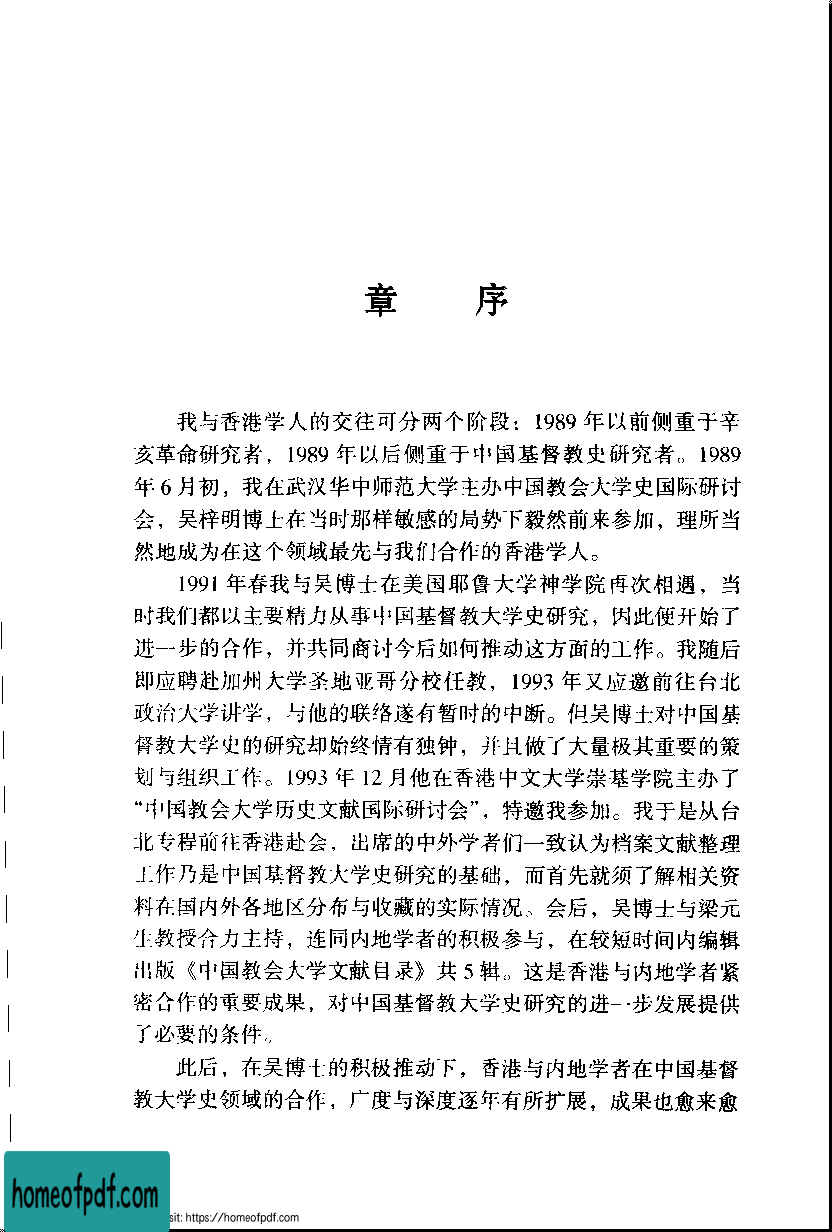 章 序
我与香港学人的交往可分两个阶段：1989 年以前侧重于辛
亥革命研究者，1989 年以后侧重于中国基督教史研究者。1989
年 6 月初，我在武汉华中师范大学主办中国教会大学史国际研讨
会，吴梓明博士在当时那样敏感的局势下毅然前来参加，理所当
然地成为在这个领域最先与我们合作的香港学人。
1991 年春我与吴博士在美国耶鲁大学神学院再次相遇，当
时我们都以主要精力从事中国基督教大学史研究，因此便开始了
进一步的合作，并共同商讨今后如何推动这方面的工作。我随后
即应聘赴加州大学圣地亚哥分校任教，1993 年又应邀前往台北
政治大学讲学，与他的联络遂有暂时的中断。但吴博士对中国基
督教大学史的研究却始终情有独钟，并且做了大量极其重要的策
划与组织工作。1993 年 12 月他在香港中文大学崇基学院主办了
“中国教会大学历史文献国际研讨会”，特邀我参加。我于是从台
北专程前往香港赴会，出席的中外学者们一致认为档案文献整理
工作乃是中国基督教大学史研究的基础，而首先就须了解相关资
料在国内外各地区分布与收藏的实际情况。会后，吴博士与梁元
生教授合力主持，连同内地学者的积极参与，在较短时间内编辑
出版《中国教会大学文献目录》共 5 辑。这是香港与内地学者紧
密合作的重要成果，对中国基督教大学史研究的进一步发展提供
了必要的条件。
此后，在吴博士的积极推动下，香港与内地学者在中国基督
教大学史领域的合作，广度与深度逐年有所扩展，成果也愈来愈
homeofpdf.com
sit: https://homeofpdf.com